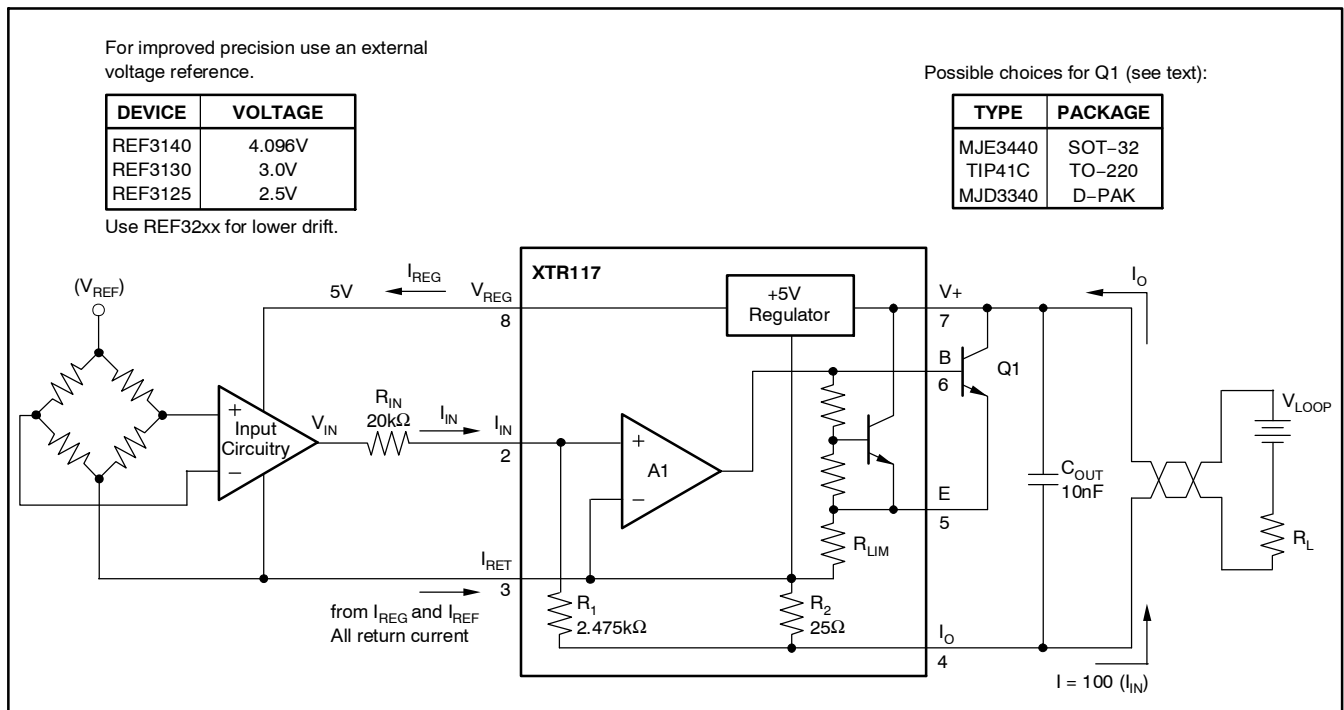 For improved precision use an external
voltage reference.
DEVICE VOLTAGE
REF3140 4.096V
REF3130 3.0V
REF3125 2.5V
Use REF32xx for lower drift.
Possible choices for Q1 (see text):
TYPE PACKAGE
MJE3440 SOT−32
TIP41C TO−220
MJD3340 D−PAK
XTR117
(VREF)
5V
IREG
VREG
8
+5V
Regulator
V+
7
IO
B
6
Q1
RIN
20kΩ
IIN
IIN
2
VIN
+
Input
Circuitry
−
+
A1
−
E
5
RLIM
COUT
10nF
VLOOP
RL
IRET
3
from IREG and IREF
All return current
R1
2.475kΩ
R2
25Ω
IO
4
I = 100 (IIN)